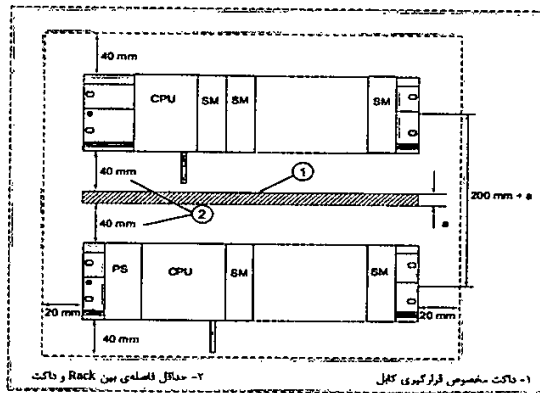 40 mm
CPU SM SM SM
40 mm
1
200 mm + a
2
a
40 mm
PS CPU SM SM
20 mm
20 mm
40 mm
۱- داکت مخصوص قرارگیری کابل
۲- حداقل فاصله‌ی بین Rack و داکت